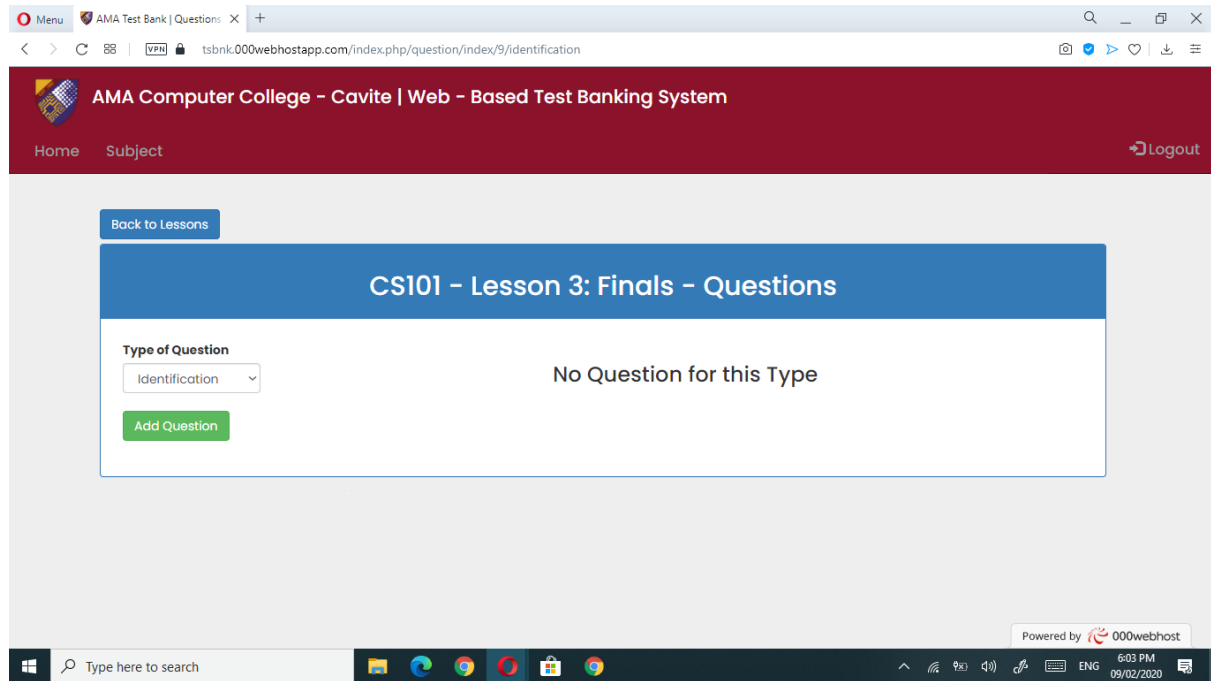 Menu
AMA Test Bank | Questions
VPN
tsbnk.000webhostapp.com/index.php/question/index/9/identification
AMA Computer College - Cavite | Web - Based Test Banking System
Home Subject Logout
Back to Lessons
CS101 - Lesson 3: Finals - Questions
Type of Question
Identification
No Question for this Type
Add Question
Powered by 000webhost
Type here to search
ENG
6:03 PM
09/02/2020